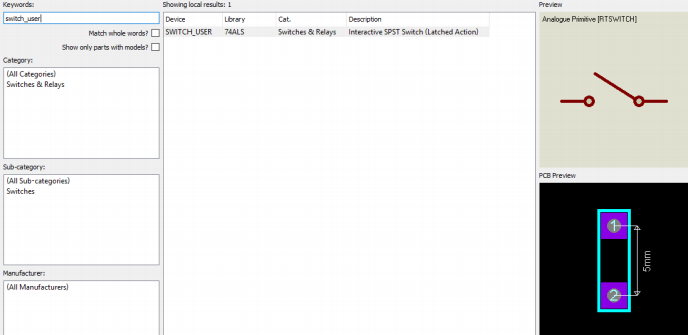 Keywords:
switch_user
Match whole words?
Show only parts with models?
Category:
(All Categories)
Switches & Relays
Sub-category:
(All Sub-categories)
Switches
Manufacturer:
(All Manufacturers)
Showing local results: 1
Device Library Cat. Description
SWITCH_USER 74ALS Switches & Relays Interactive SPST Switch (Latched Action)
Preview
Analogue Primitive [RTSWITCH]
PCB Preview
1
5mm
2